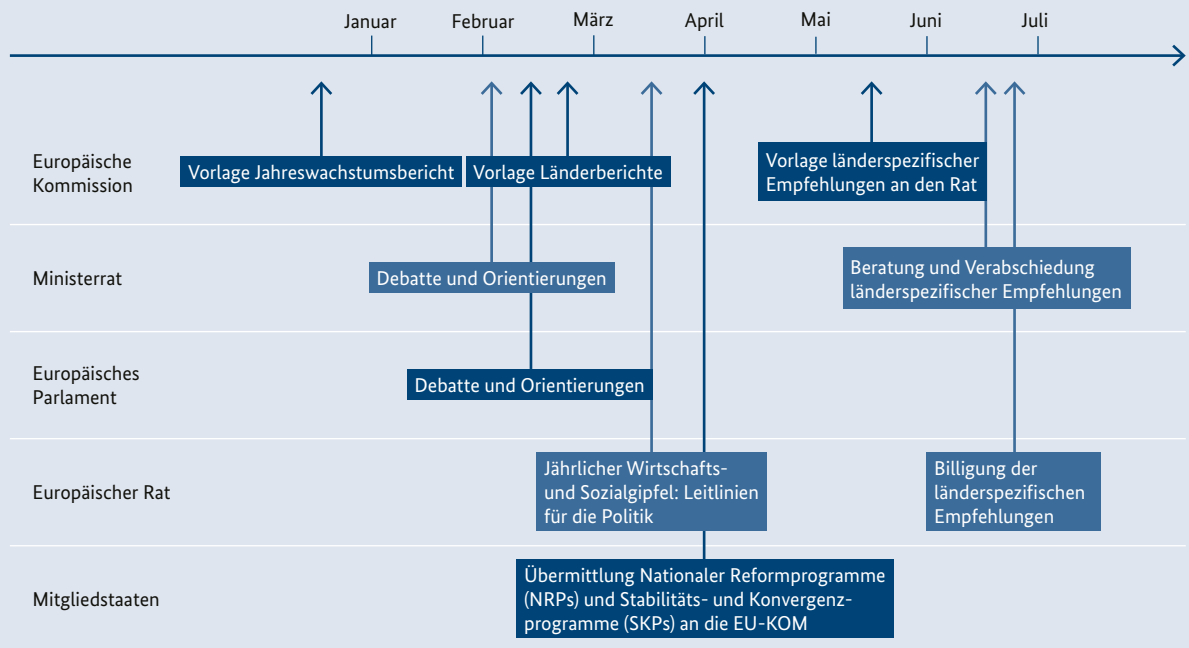 Januar
Februar
März
April
Mai
Juni
Juli
Europäische
Kommission
Vorlage Jahreswachstumsbericht
Vorlage Länderberichte
Vorlage länderspezifischer
Empfehlungen an den Rat
Ministerrat
Debatte und Orientierungen
Beratung und Verabschiedung
länderspezifischer Empfehlungen
Europäisches
Parlament
Debatte und Orientierungen
Europäischer Rat
Jährlicher Wirtschafts-
und Sozialgipfel: Leitlinien
für die Politik
Billigung der
länderspezifischen
Empfehlungen
Mitgliedstaaten
Übermittlung Nationaler Reformprogramme
(NRPs) und Stabilitäts- und Konvergenz-
programme (SKPs) an die EU-KOM